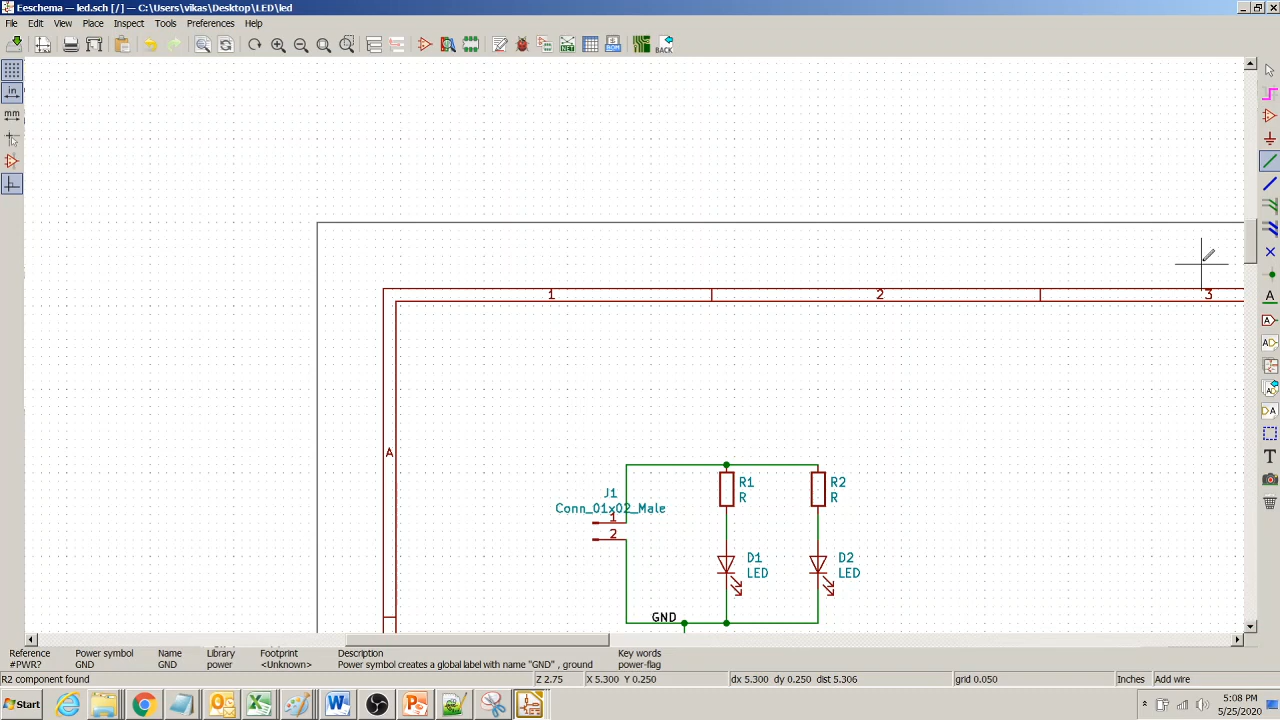 Eeschema — led.sch [/] — C:\Users\vikas\Desktop\LED\led
File Edit View Place Inspect Tools Preferences Help
BACK
in
mm
1 2 3
A
J1
Conn_01x02_Male
1
2
R1
R
R2
R
D1
LED
D2
LED
GND
Reference Power symbol Name Library Footprint Description Key words
#PWR? GND GND power <Unknown> Power symbol creates a global label with name "GND" , ground power-flag
R2 component found Z 2.75 X 5.300 Y 0.250 dx 5.300 dy 0.250 dist 5.306 grid 0.050 Inches Add wire
Start
5:08 PM
5/25/2020